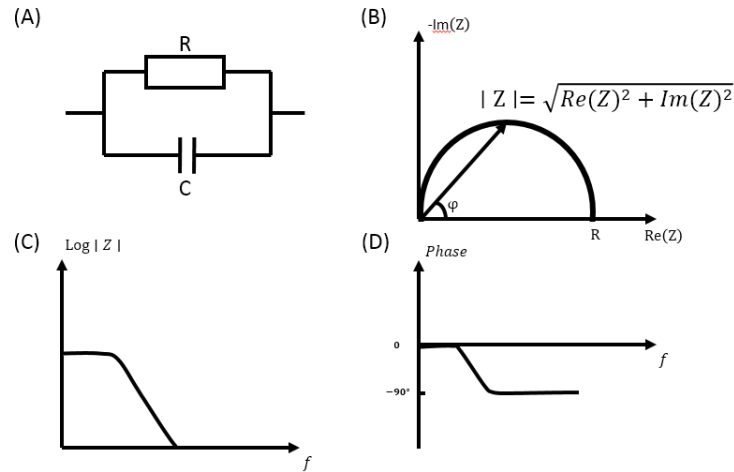 (A)
R
C
(B)
-Im(Z)
| Z |= √Re(Z)² + Im(Z)²
φ
R
Re(Z)
(C)
Log | Z |
f
(D)
Phase
0
f
−90°